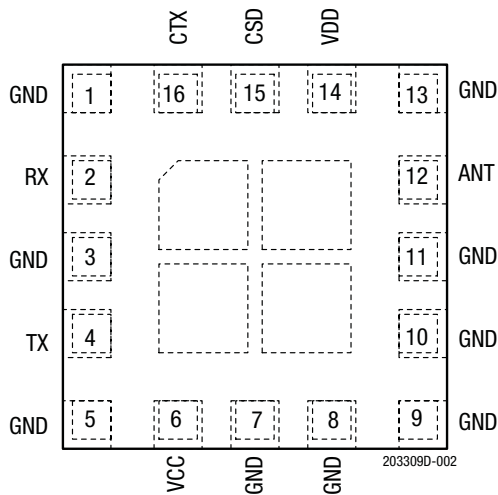 CTX CSD VDD
GND 1 16 15 14 13 GND
RX 2 12 ANT
GND 3 11 GND
TX 4 10 GND
GND 5 6 7 8 9 GND
203309D-002
VCC GND GND